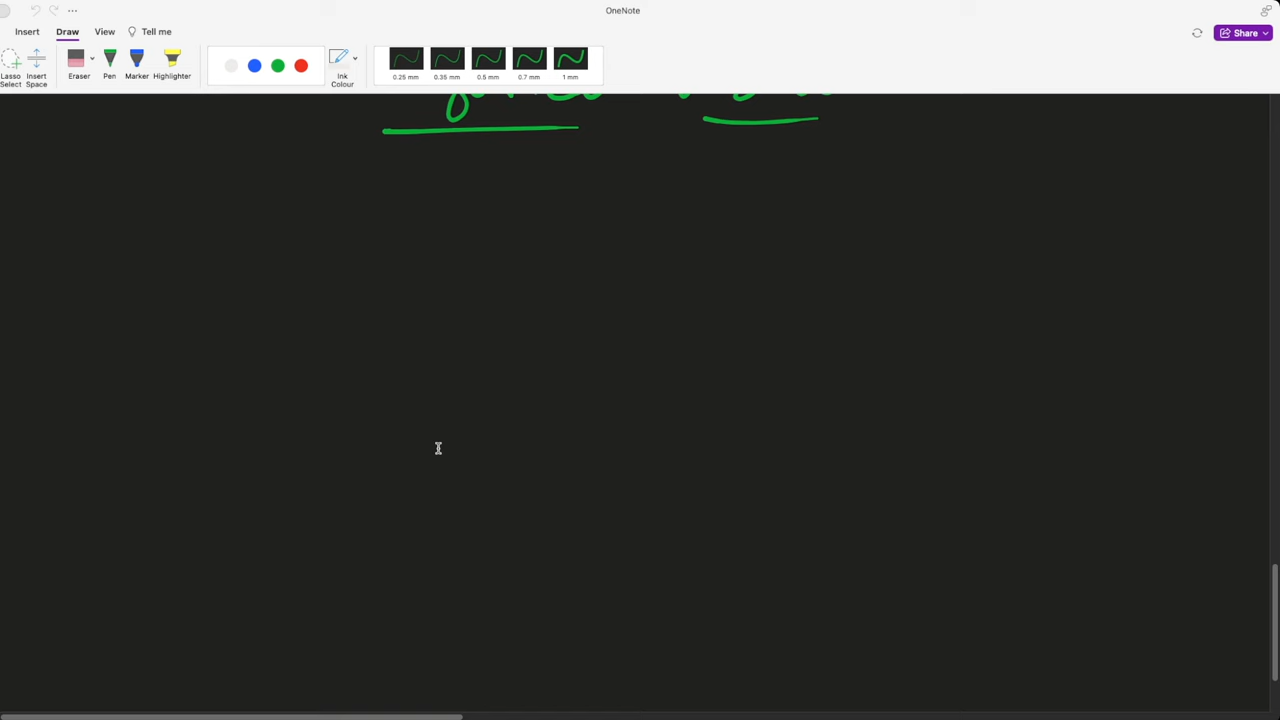 OneNote
Insert Draw View Tell me Share
Lasso Select Insert Space Eraser Pen Marker Highlighter Ink Colour 0.25 mm 0.35 mm 0.5 mm 0.7 mm 1 mm